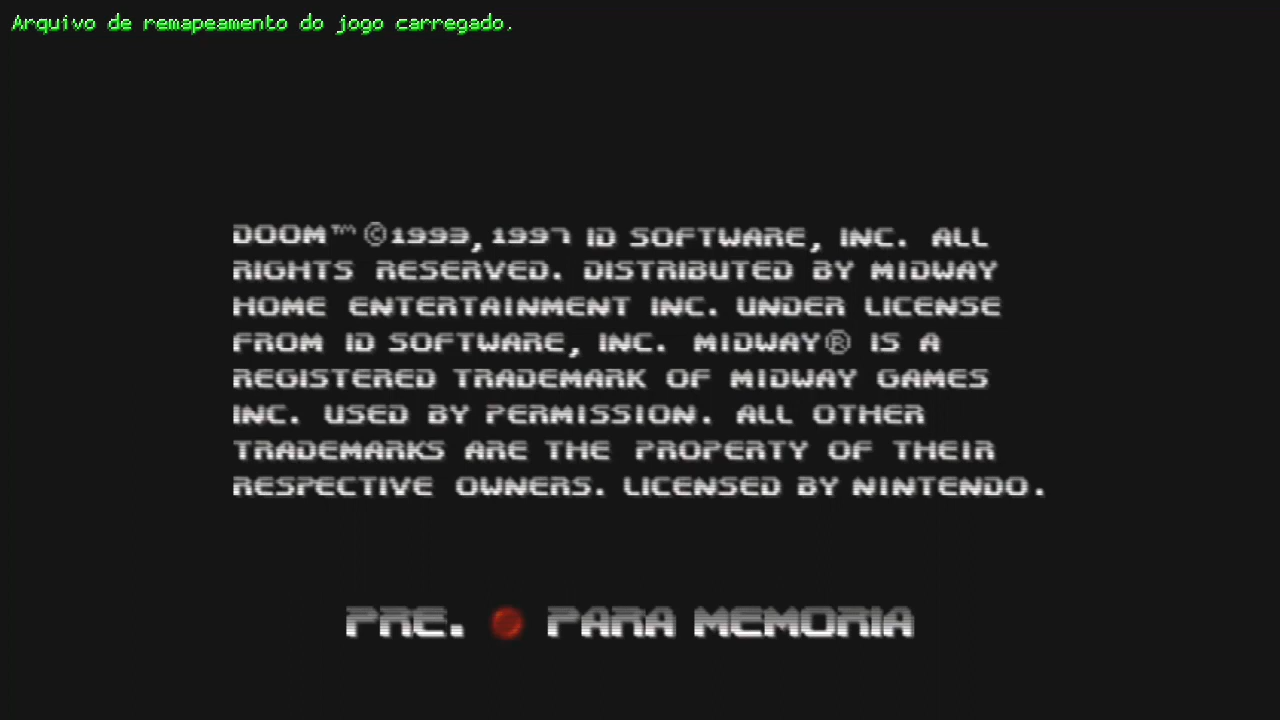 Arquivo de remapeamento do jogo carregado.
DOOM™ ©1993,1997 ID SOFTWARE, INC. ALL
RIGHTS RESERVED. DISTRIBUTED BY MIDWAY
HOME ENTERTAINMENT INC. UNDER LICENSE
FROM ID SOFTWARE, INC. MIDWAY® IS A
REGISTERED TRADEMARK OF MIDWAY GAMES
INC. USED BY PERMISSION. ALL OTHER
TRADEMARKS ARE THE PROPERTY OF THEIR
RESPECTIVE OWNERS. LICENSED BY NINTENDO.
PRE. PARA MEMORIA